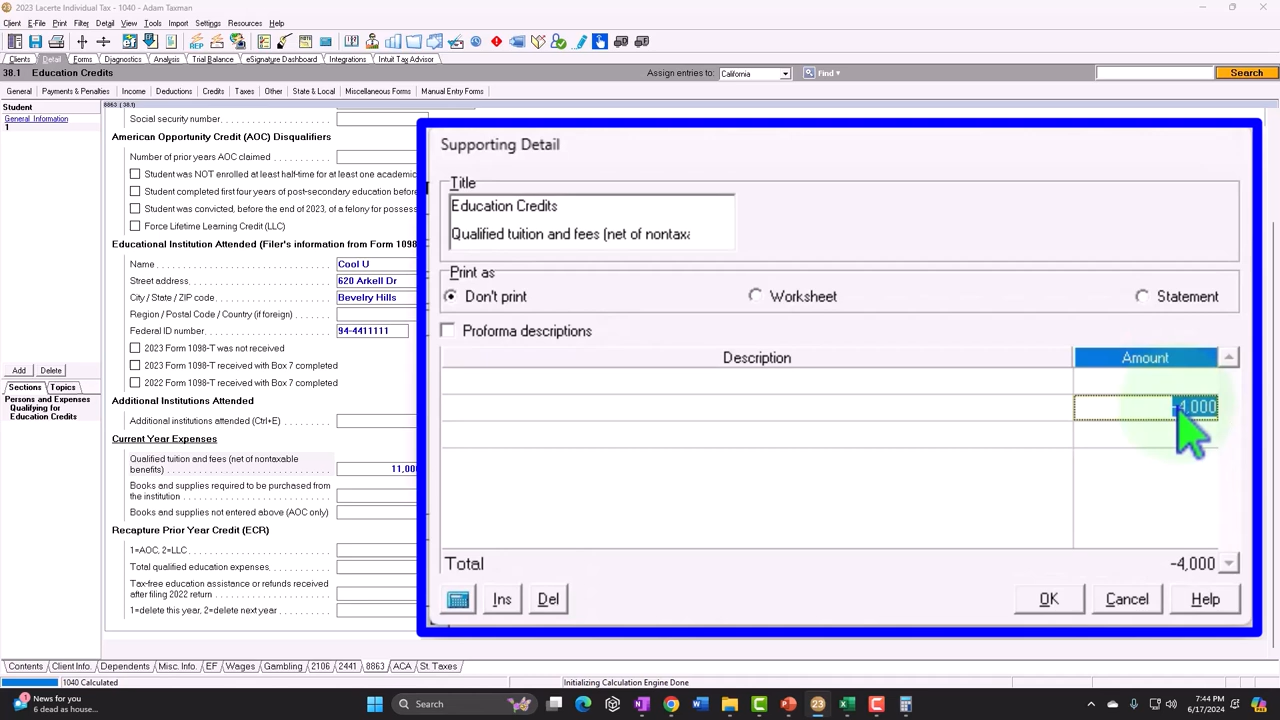 2023 Lacerte Individual Tax - 1040 - Adam Taxman
Client E-File Print Filter Detail View Tools Import Settings Resources Help
Clients Detail Forms Diagnostics Analysis Trial Balance eSignature Dashboard Integrations Intuit Tax Advisor
38.1 Education Credits Assign entries to: California Find Search
General Payments & Penalties Income Deductions Credits Taxes Other State & Local Miscellaneous Forms Manual Entry Forms
Student
General Information
1
Add Delete
Sections Topics
Persons and Expenses
Qualifying for
Education Credits
8863 (38.1)
Social security number
American Opportunity Credit (AOC) Disqualifiers
Number of prior years AOC claimed
Student was NOT enrolled at least half-time for at least one academic
Student completed first four years of post-secondary education before
Student was convicted, before the end of 2023, of a felony for posses
Force Lifetime Learning Credit (LLC)
Educational Institution Attended (Filer's information from Form 1098
Name Cool U
Street address 620 Arkell Dr
City / State / ZIP code Bevelry Hills
Region / Postal Code / Country (if foreign)
Federal ID number 94-4411111
2023 Form 1098-T was not received
2023 Form 1098-T received with Box 7 completed
2022 Form 1098-T received with Box 7 completed
Additional Institutions Attended
Additional institutions attended (Ctrl+E)
Current Year Expenses
Qualified tuition and fees (net of nontaxable
benefits) 11,000
Books and supplies required to be purchased from
the institution
Books and supplies not entered above (AOC only)
Recapture Prior Year Credit (ECR)
1=AOC, 2=LLC
Total qualified education expenses
Tax-free education assistance or refunds received
after filing 2022 return
1=delete this year, 2=delete next year
Supporting Detail
Title
Education Credits
Qualified tuition and fees (net of nontaxa
Print as
Don't print Worksheet Statement
Proforma descriptions
Description Amount
-4,000
Total -4,000
Ins Del OK Cancel Help
Contents Client Info. Dependents Misc. Info. EF Wages Gambling 2106 2441 8863 ACA St. Taxes
1040 Calculated Initializing Calculation Engine Done
News for you
6 dead as house...
Search
7:44 PM
6/17/2024